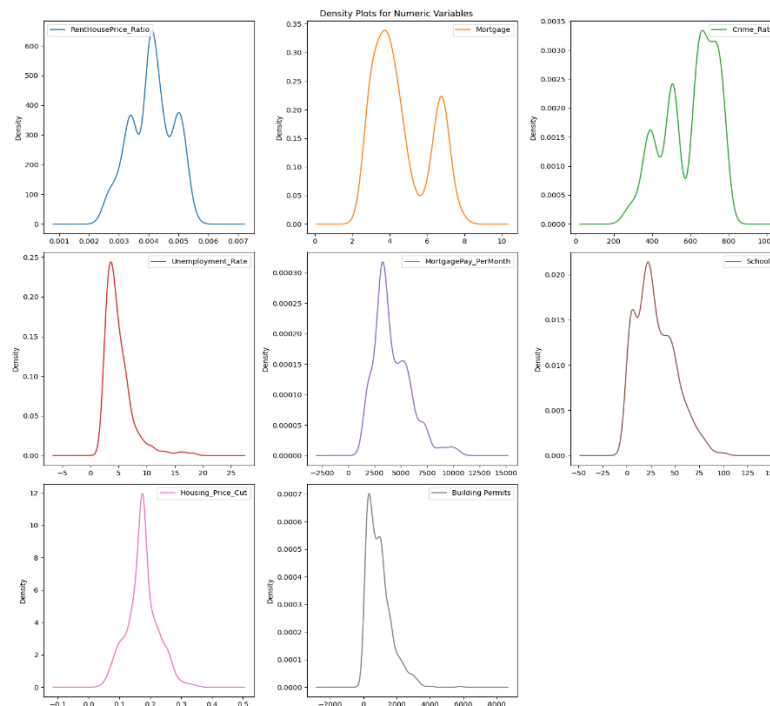 Density Plots for Numeric Variables
RentHousePrice_Ratio
Density
600
500
400
300
200
100
0
0.001 0.002 0.003 0.004 0.005 0.006 0.007
Mortgage
Density
0.35
0.30
0.25
0.20
0.15
0.10
0.05
0.00
0 2 4 6 8 10
Crime_Rat
Density
0.0035
0.0030
0.0025
0.0020
0.0015
0.0010
0.0005
0.0000
200 400 600 800
Unemployment_Rate
Density
0.25
0.20
0.15
0.10
0.05
0.00
−5 0 5 10 15 20 25
MortgagePay_PerMonth
Density
0.00030
0.00025
0.00020
0.00015
0.00010
0.00005
0.00000
−2500 0 2500 5000 7500 10000 12500 15000
School
Density
0.020
0.015
0.010
0.005
0.000
−50 −25 0 25 50 75 100 125
Housing_Price_Cut
Density
12
10
8
6
4
2
0
−0.1 0.0 0.1 0.2 0.3 0.4 0.5
Building Permits
Density
0.0007
0.0006
0.0005
0.0004
0.0003
0.0002
0.0001
0.0000
−2000 0 2000 4000 6000 8000